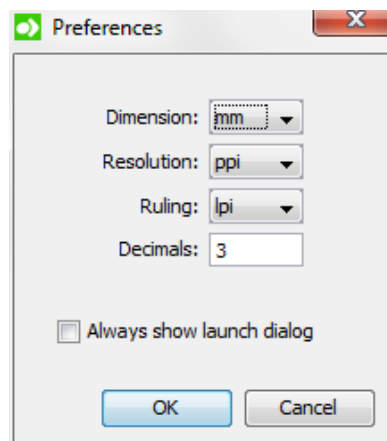 Preferences
Dimension: mm
Resolution: ppi
Ruling: lpi
Decimals: 3
Always show launch dialog
OK Cancel